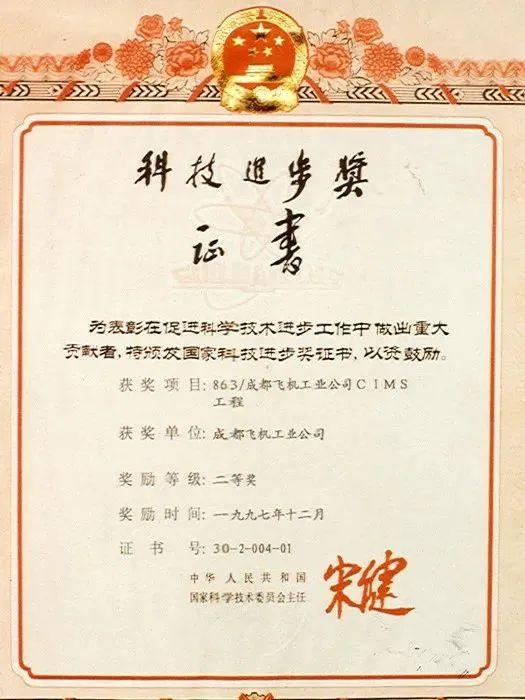 科技進步奖
证書
为表彰在促进科学技术进步工作中做出重大
贡献者，特颁发国家科技进步奖证书，以资鼓励。
获奖项目：863/成都飞机工业公司CIMS
工程
获奖单位：成都飞机工业公司
奖励等级：二等奖
奖励时间：一九九七年十二月
证书号：30-2-004-01
中华人民共和国
国家科学技术委员会主任
宋健